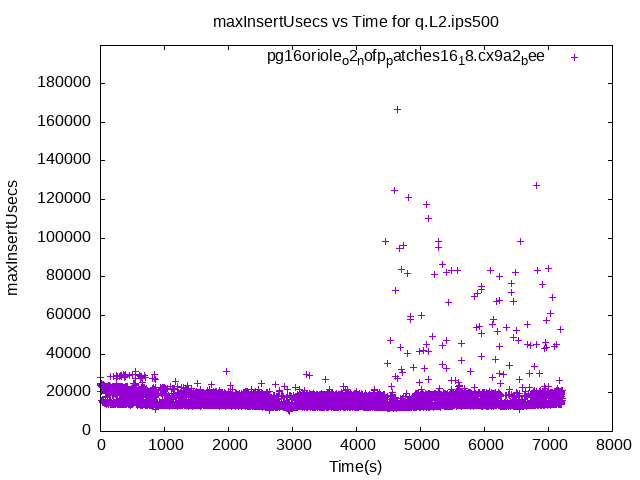 maxInsertUsecs vs Time for q.L2.ips500
pg16oriole_o2_nofp_patches16_18.cx9a2_bee
maxInsertUsecs
180000
160000
140000
120000
100000
80000
60000
40000
20000
0
0 1000 2000 3000 4000 5000 6000 7000 8000
Time(s)